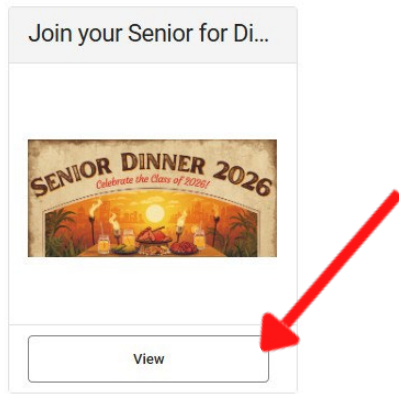 Join your Senior for Di...
SENIOR DINNER 2026
Celebrate the Class of 2026!
View